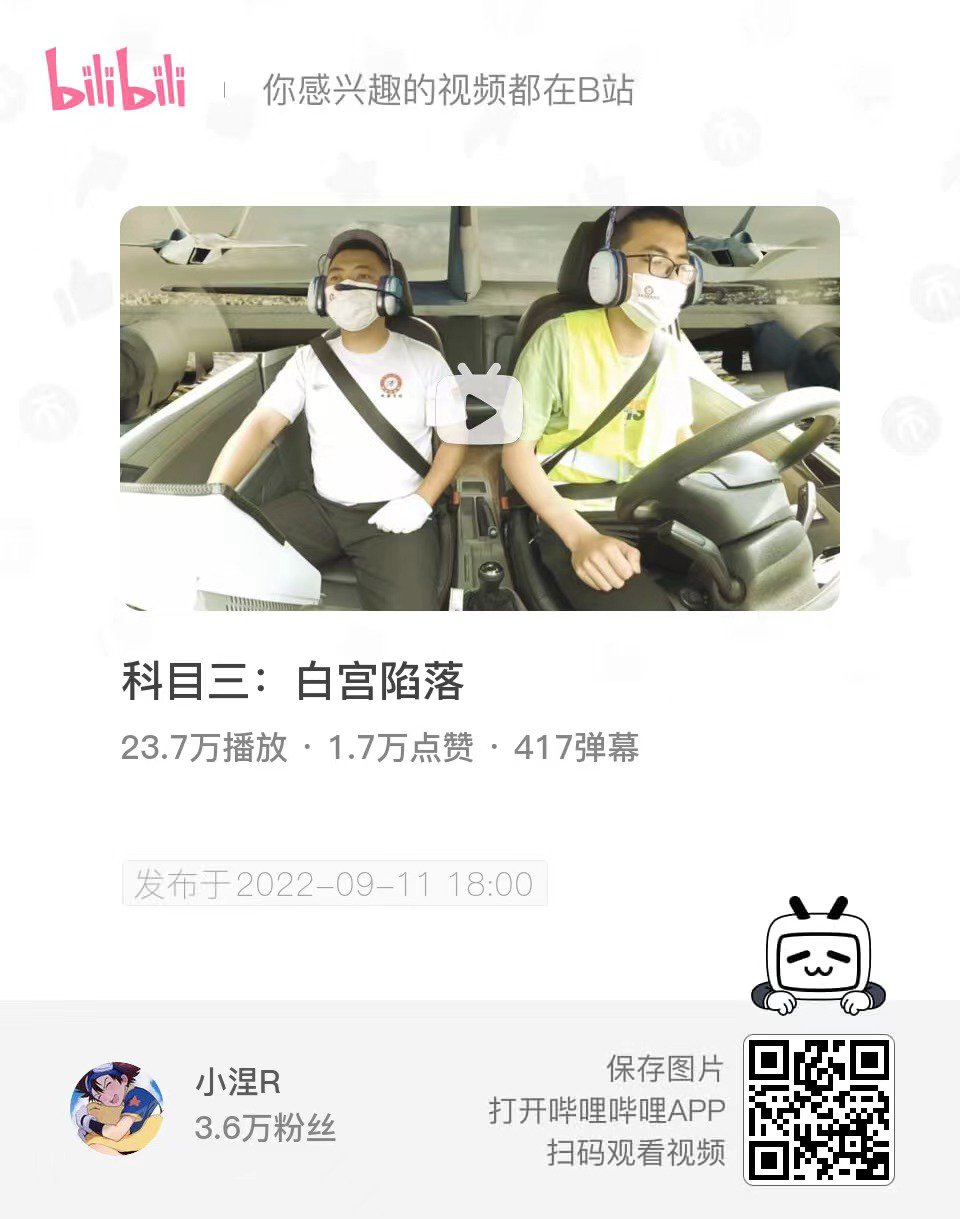 bilibili
你感兴趣的视频都在B站
科目三：白宫陷落
23.7万播放 · 1.7万点赞 · 417弹幕
发布于2022-09-11 18:00
小涅R
3.6万粉丝
保存图片
打开哔哩哔哩APP
扫码观看视频